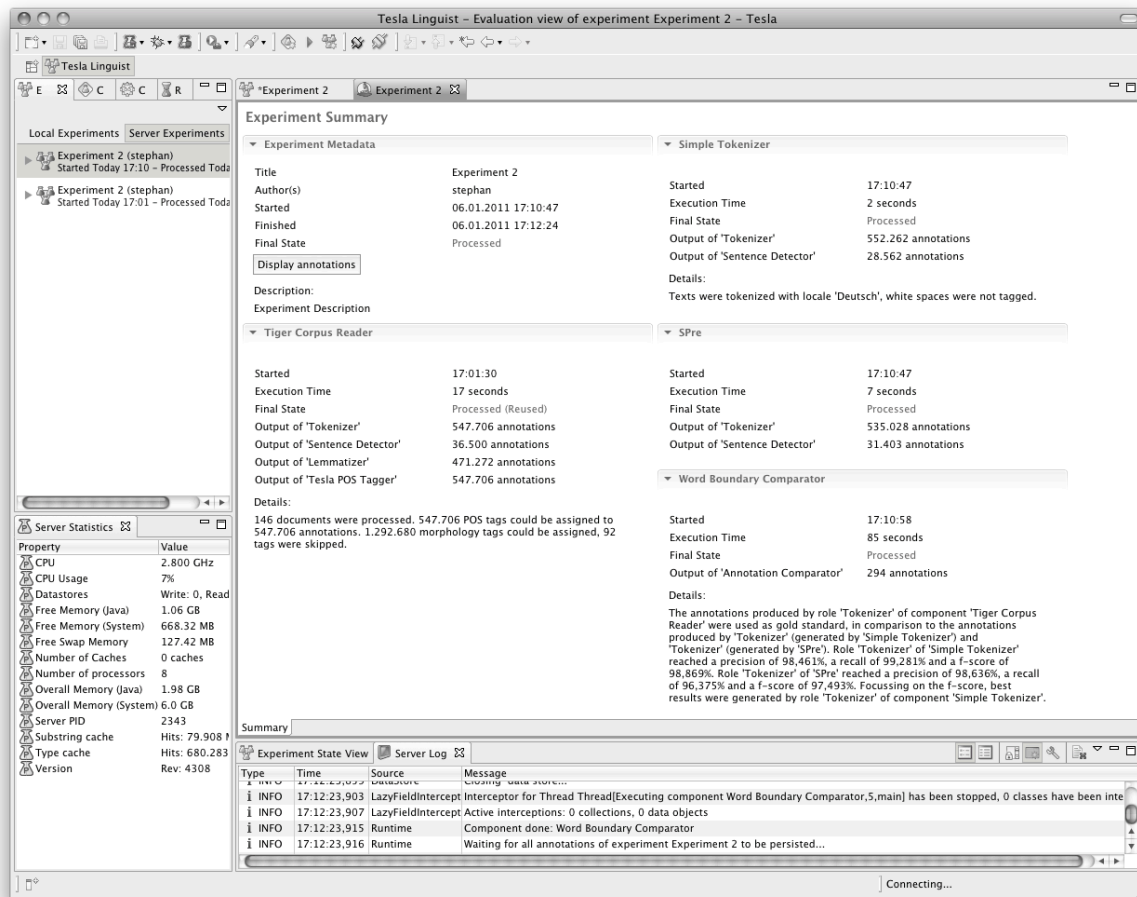 Tesla Linguist – Evaluation view of experiment Experiment 2 – Tesla
Tesla Linguist
E
C
C
R
Local Experiments Server Experiments
Experiment 2 (stephan)
Started Today 17:10 – Processed Toda
Experiment 2 (stephan)
Started Today 17:01 – Processed Toda
*Experiment 2
Experiment 2
Experiment Summary
Experiment Metadata
Title Experiment 2
Author(s) stephan
Started 06.01.2011 17:10:47
Finished 06.01.2011 17:12:24
Final State Processed
Display annotations
Description:
Experiment Description
Simple Tokenizer
Started 17:10:47
Execution Time 2 seconds
Final State Processed
Output of 'Tokenizer' 552.262 annotations
Output of 'Sentence Detector' 28.562 annotations
Details:
Texts were tokenized with locale 'Deutsch', white spaces were not tagged.
Tiger Corpus Reader
Started 17:01:30
Execution Time 17 seconds
Final State Processed (Reused)
Output of 'Tokenizer' 547.706 annotations
Output of 'Sentence Detector' 36.500 annotations
Output of 'Lemmatizer' 471.272 annotations
Output of 'Tesla POS Tagger' 547.706 annotations
Details:
146 documents were processed. 547.706 POS tags could be assigned to
547.706 annotations. 1.292.680 morphology tags could be assigned, 92
tags were skipped.
SPre
Started 17:10:47
Execution Time 7 seconds
Final State Processed
Output of 'Tokenizer' 535.028 annotations
Output of 'Sentence Detector' 31.403 annotations
Word Boundary Comparator
Started 17:10:58
Execution Time 85 seconds
Final State Processed
Output of 'Annotation Comparator' 294 annotations
Details:
The annotations produced by role 'Tokenizer' of component 'Tiger Corpus
Reader' were used as gold standard, in comparison to the annotations
produced by 'Tokenizer' (generated by 'Simple Tokenizer') and
'Tokenizer' (generated by 'SPre'). Role 'Tokenizer' of 'Simple Tokenizer'
reached a precision of 98,461%, a recall of 99,281% and a f-score of
98,869%. Role 'Tokenizer' of 'SPre' reached a precision of 98,636%, a recall
of 96,375% and a f-score of 97,493%. Focussing on the f-score, best
results were generated by role 'Tokenizer' of component 'Simple Tokenizer'.
Summary
Server Statistics
Property Value
CPU 2.800 GHz
CPU Usage 7%
Datastores Write: 0, Read
Free Memory (Java) 1.06 GB
Free Memory (System) 668.32 MB
Free Swap Memory 127.42 MB
Number of Caches 0 caches
Number of processors 8
Overall Memory (Java) 1.98 GB
Overall Memory (System) 6.0 GB
Server PID 2343
Substring cache Hits: 79.908
Type cache Hits: 680.283
Version Rev: 4308
Experiment State View
Server Log
Type Time Source Message
INFO 17:12:23,903 LazyFieldIntercept Interceptor for Thread Thread[Executing component Word Boundary Comparator,5,main] has been stopped, 0 classes have been inte
INFO 17:12:23,907 LazyFieldIntercept Active interceptions: 0 collections, 0 data objects
INFO 17:12:23,915 Runtime Component done: Word Boundary Comparator
INFO 17:12:23,916 Runtime Waiting for all annotations of experiment Experiment 2 to be persisted...
Connecting...